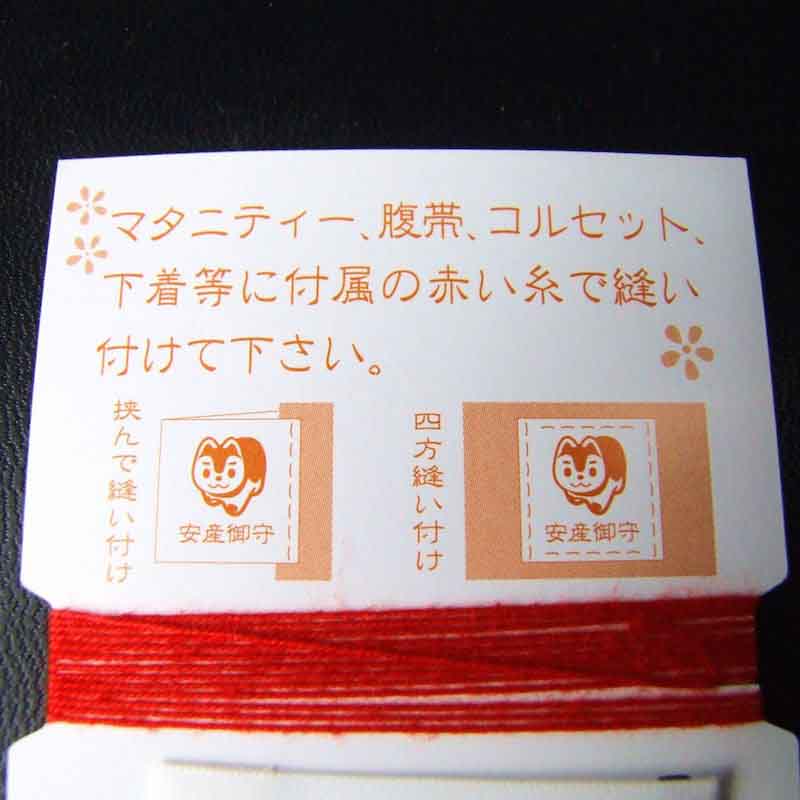 マタニティー、腹帯、コルセット、
下着等に付属の赤い糸で縫い
付けて下さい。
挟んで縫い付け
安産御守
四方縫い付け
安産御守